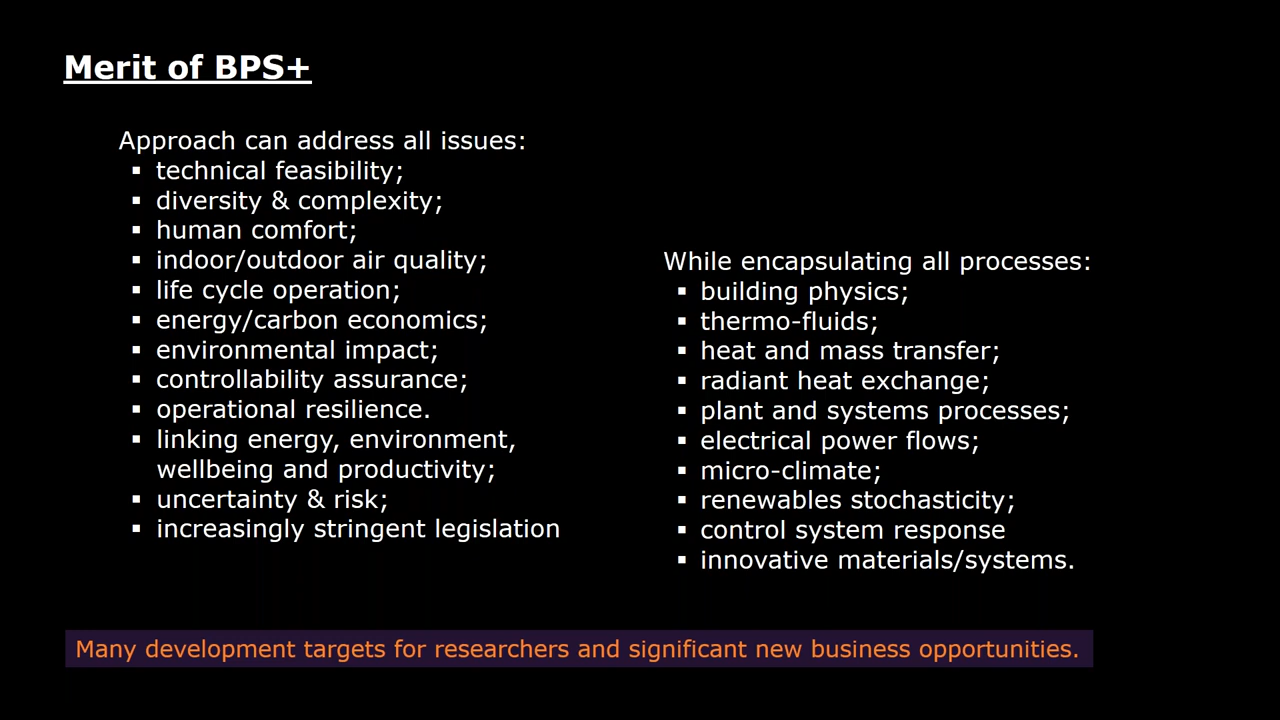 Merit of BPS+
Approach can address all issues:
▪ technical feasibility;
▪ diversity & complexity;
▪ human comfort;
▪ indoor/outdoor air quality;
▪ life cycle operation;
▪ energy/carbon economics;
▪ environmental impact;
▪ controllability assurance;
▪ operational resilience.
▪ linking energy, environment,
wellbeing and productivity;
▪ uncertainty & risk;
▪ increasingly stringent legislation
While encapsulating all processes:
▪ building physics;
▪ thermo-fluids;
▪ heat and mass transfer;
▪ radiant heat exchange;
▪ plant and systems processes;
▪ electrical power flows;
▪ micro-climate;
▪ renewables stochasticity;
▪ control system response
▪ innovative materials/systems.
Many development targets for researchers and significant new business opportunities.